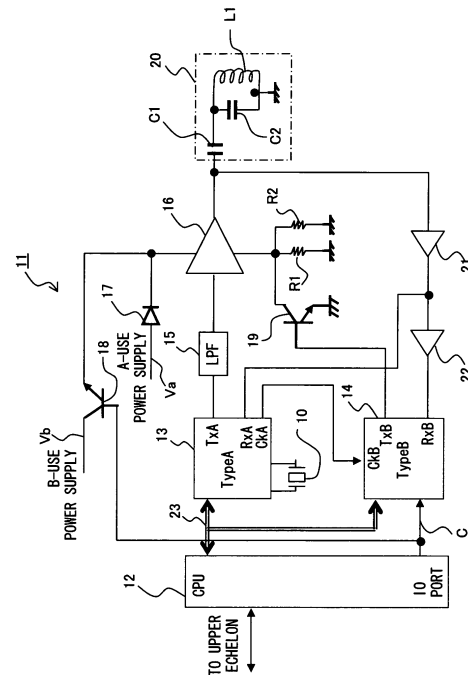 11
20
L1
C1
C2
16
R2
R1
B-USE
POWER SUPPLY
Vb
18
17
A-USE
POWER SUPPLY
Va
15
LPF
19
21
22
13
TxA
TypeA
RxA
CkA
10
14
CkB
TxB
TypeB
RxB
23
12
CPU
IO
PORT
C
TO UPPER
ECHELON